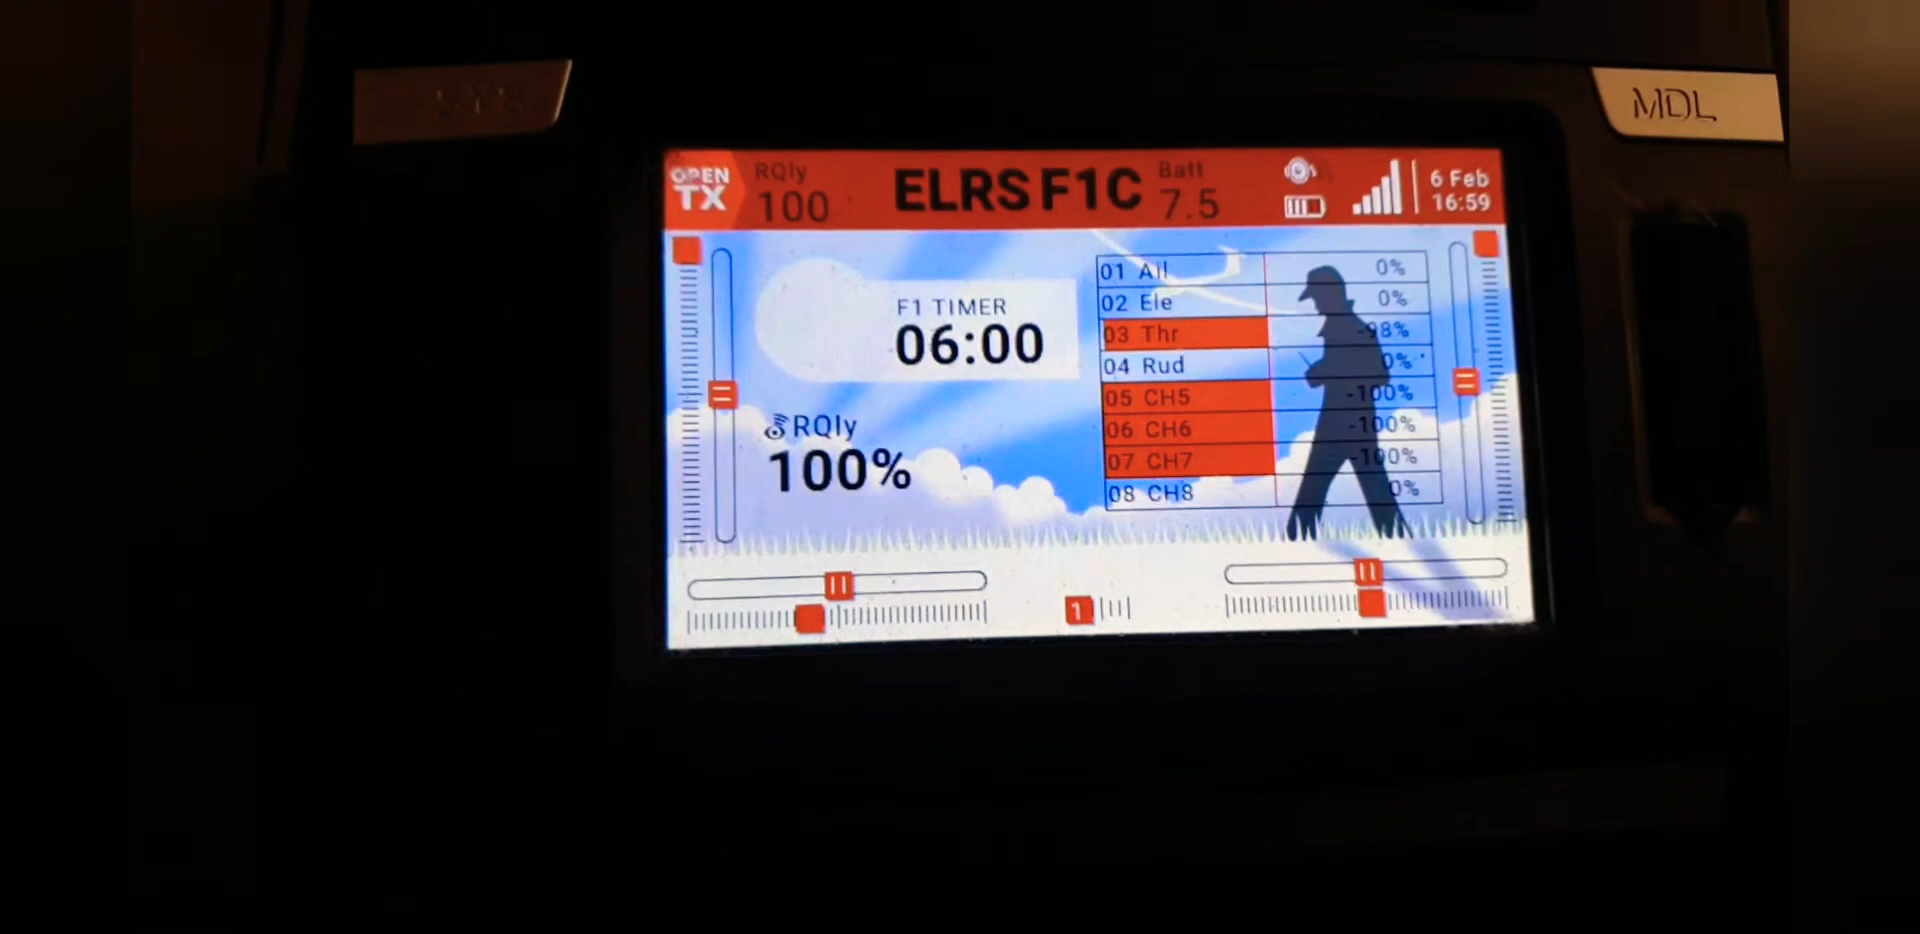 SYS
MDL
OPEN
TX
RQly
100
ELRS F1C
Batt
7.5
6 Feb
16:59
F1 TIMER
06:00
RQly
100%
01 Ail 0%
02 Ele 0%
03 Thr -98%
04 Rud 0%
05 CH5 -100%
06 CH6 -100%
07 CH7 -100%
08 CH8 0%
1